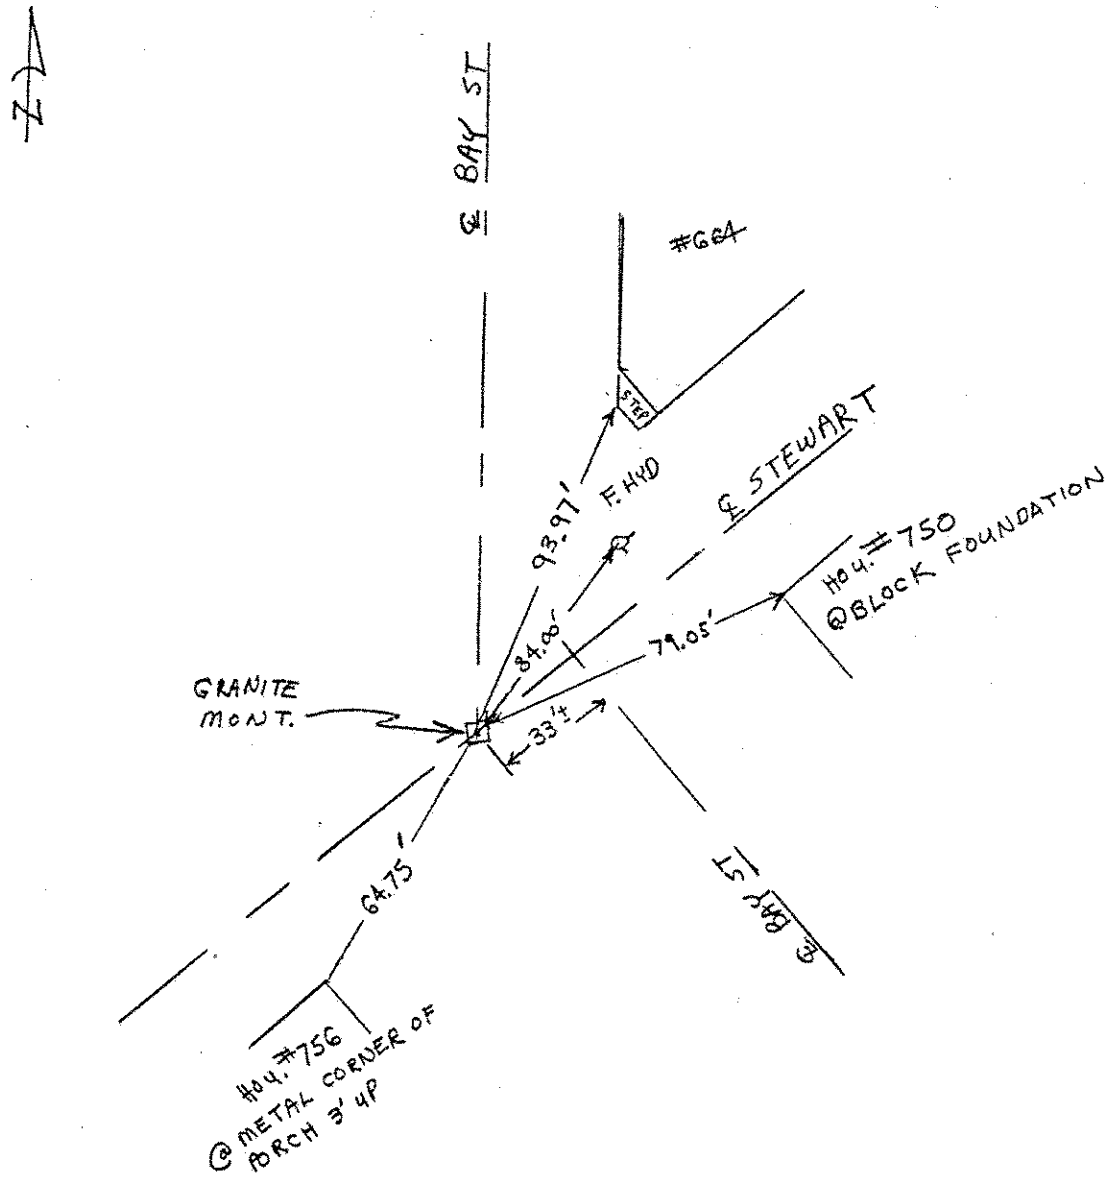 N
℄ BAY ST
#664
STEP
F. HYD
93.97'
84.00'
℄ STEWART
HOU. #750
@BLOCK FOUNDATION
79.05'
33'±
GRANITE
MONT.
64.75'
℄ BAY ST
HOU. #756
@ METAL CORNER OF
PORCH 3' UP